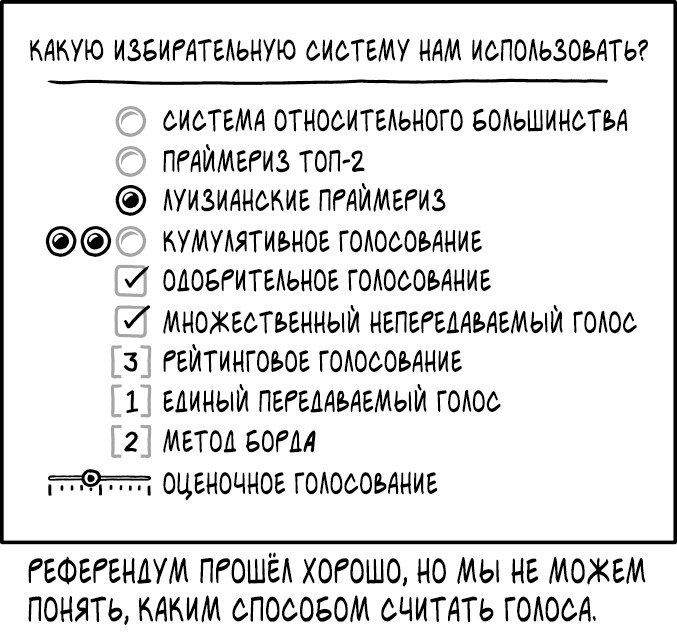 КАКУЮ ИЗБИРАТЕЛЬНУЮ СИСТЕМУ НАМ ИСПОЛЬЗОВАТЬ?
СИСТЕМА ОТНОСИТЕЛЬНОГО БОЛЬШИНСТВА
ПРАЙМЕРИЗ ТОП-2
ЛУИЗИАНСКИЕ ПРАЙМЕРИЗ
КУМУЛЯТИВНОЕ ГОЛОСОВАНИЕ
ОДОБРИТЕЛЬНОЕ ГОЛОСОВАНИЕ
МНОЖЕСТВЕННЫЙ НЕПЕРЕДАВАЕМЫЙ ГОЛОС
[3] РЕЙТИНГОВОЕ ГОЛОСОВАНИЕ
[1] ЕДИНЫЙ ПЕРЕДАВАЕМЫЙ ГОЛОС
[2] МЕТОД БОРДА
ОЦЕНОЧНОЕ ГОЛОСОВАНИЕ
РЕФЕРЕНДУМ ПРОШЁЛ ХОРОШО, НО МЫ НЕ МОЖЕМ
ПОНЯТЬ, КАКИМ СПОСОБОМ СЧИТАТЬ ГОЛОСА.